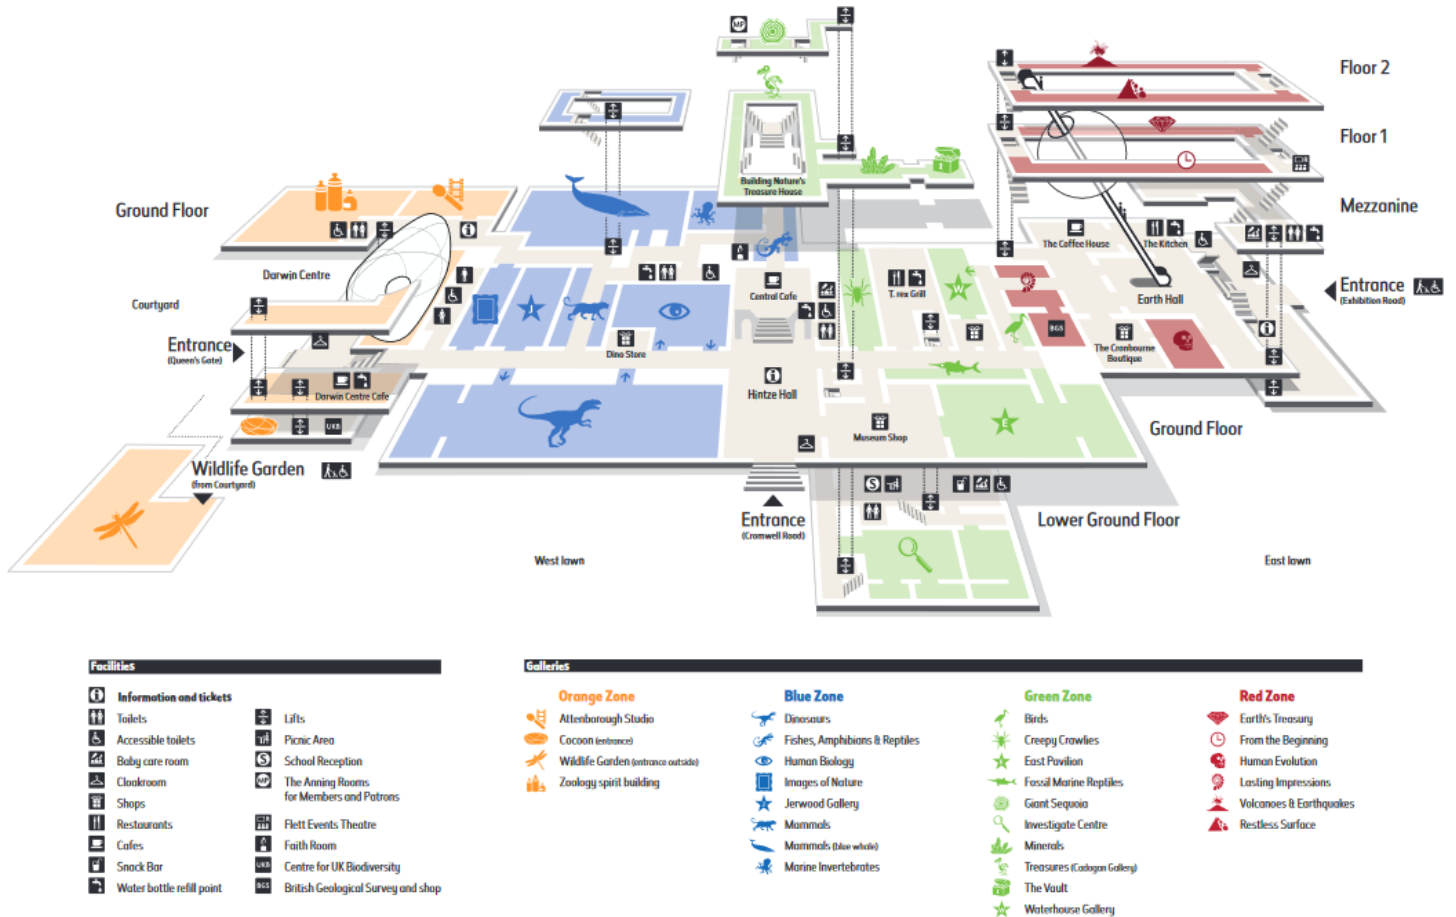 MP
Floor 2
Floor 1
Building Nature's
Treasure House
Mezzanine
Ground Floor
The Coffee House
The Kitchen
Darwin Centre
Courtyard
Entrance
(Exhibition Road)
Central Cafe
T. rex Grill
W
Earth Hall
J
BGS
Entrance
(Queen's Gate)
Dino Store
The Cranbourne
Boutique
Hintze Hall
Darwin Centre Cafe
UKB
Museum Shop
E
Ground Floor
Wildlife Garden
(from Courtyard)
S
Entrance
(Cromwell Road)
Lower Ground Floor
West lawn
East lawn
Facilities
Information and tickets
Toilets
Accessible toilets
Baby care room
Cloakroom
Shops
Restaurants
Cafes
Snack Bar
Water bottle refill point
Lifts
Picnic Area
S School Reception
MP The Anning Rooms
for Members and Patrons
Flett Events Theatre
Faith Room
UKB Centre for UK Biodiversity
BGS British Geological Survey and shop
Galleries
Orange Zone
Attenborough Studio
Cocoon (entrance)
Wildlife Garden (entrance outside)
Zoology spirit building
Blue Zone
Dinosaurs
Fishes, Amphibians & Reptiles
Human Biology
Images of Nature
Jerwood Gallery
Mammals
Mammals (blue whale)
Marine Invertebrates
Green Zone
Birds
Creepy Crawlies
East Pavilion
Fossil Marine Reptiles
Giant Sequoia
Investigate Centre
Minerals
Treasures (Cadogan Gallery)
The Vault
Waterhouse Gallery
Red Zone
Earth's Treasury
From the Beginning
Human Evolution
Lasting Impressions
Volcanoes & Earthquakes
Restless Surface